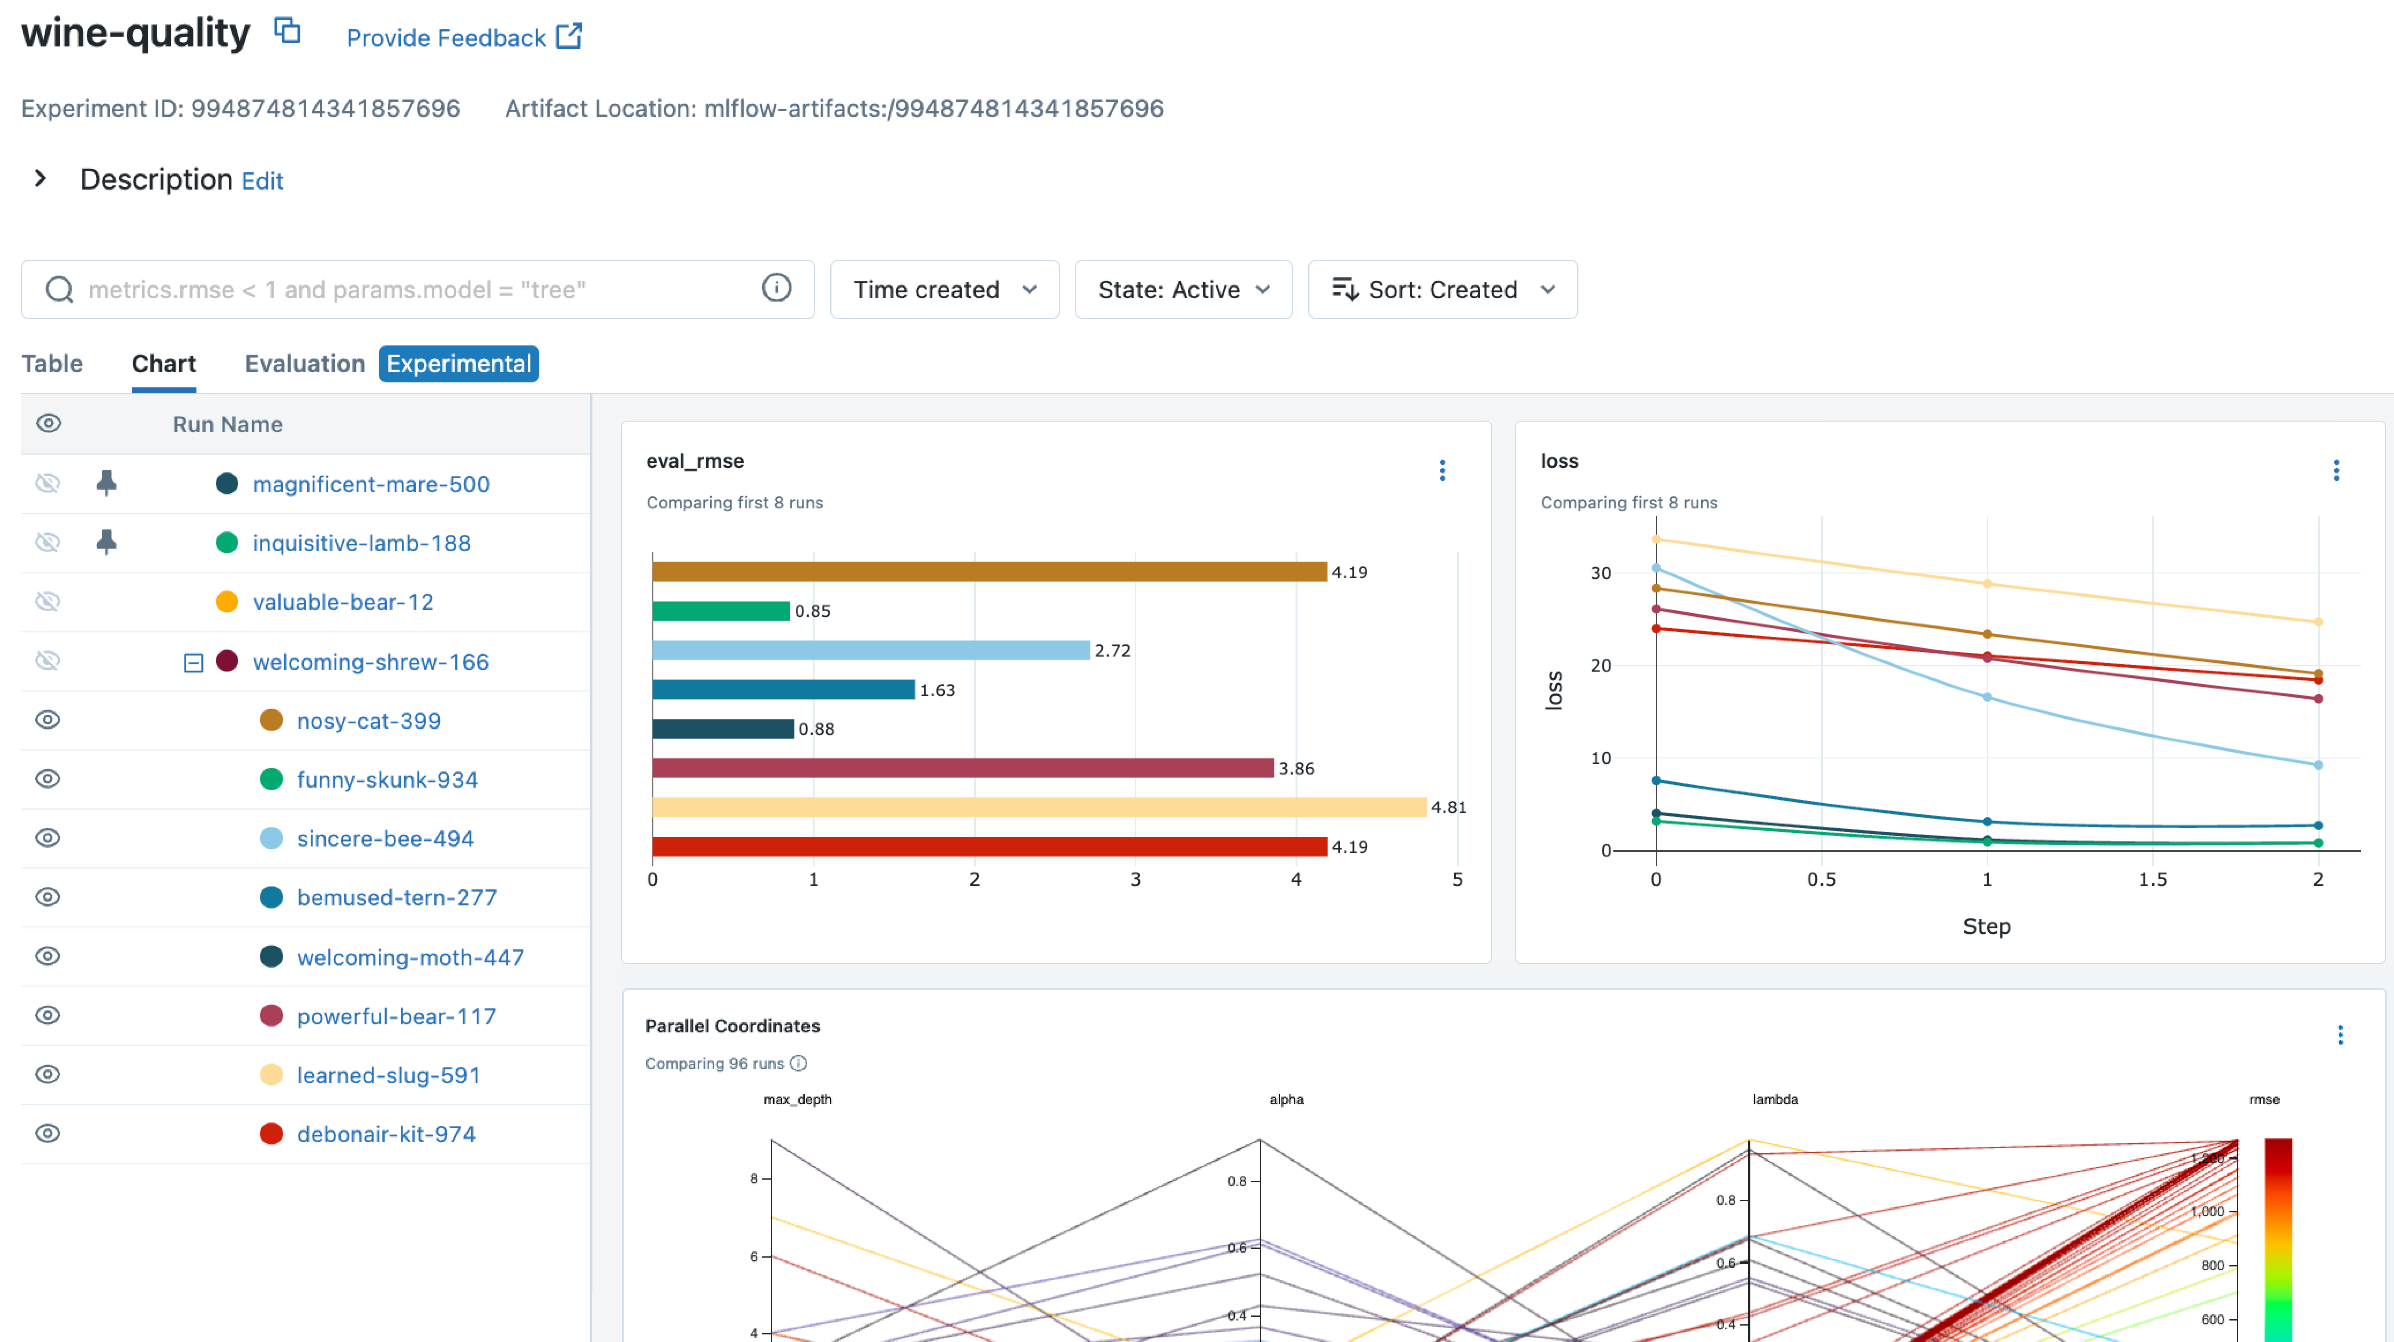 wine-quality
Provide Feedback
Experiment ID: 994874814341857696 Artifact Location: mlflow-artifacts:/994874814341857696
Description Edit
metrics.rmse < 1 and params.model = "tree"
Time created
State: Active
Sort: Created
Table Chart Evaluation Experimental
Run Name
magnificent-mare-500
inquisitive-lamb-188
valuable-bear-12
welcoming-shrew-166
nosy-cat-399
funny-skunk-934
sincere-bee-494
bemused-tern-277
welcoming-moth-447
powerful-bear-117
learned-slug-591
debonair-kit-974
eval_rmse
Comparing first 8 runs
4.19
0.85
2.72
1.63
0.88
3.86
4.81
4.19
0 1 2 3 4 5
loss
Comparing first 8 runs
30
20
10
0
loss
0 0.5 1 1.5 2
Step
Parallel Coordinates
Comparing 96 runs
max_depth alpha lambda rmse
8
6
4
0.8
0.6
0.4
0.8
0.6
0.4
1,200
1,000
800
600